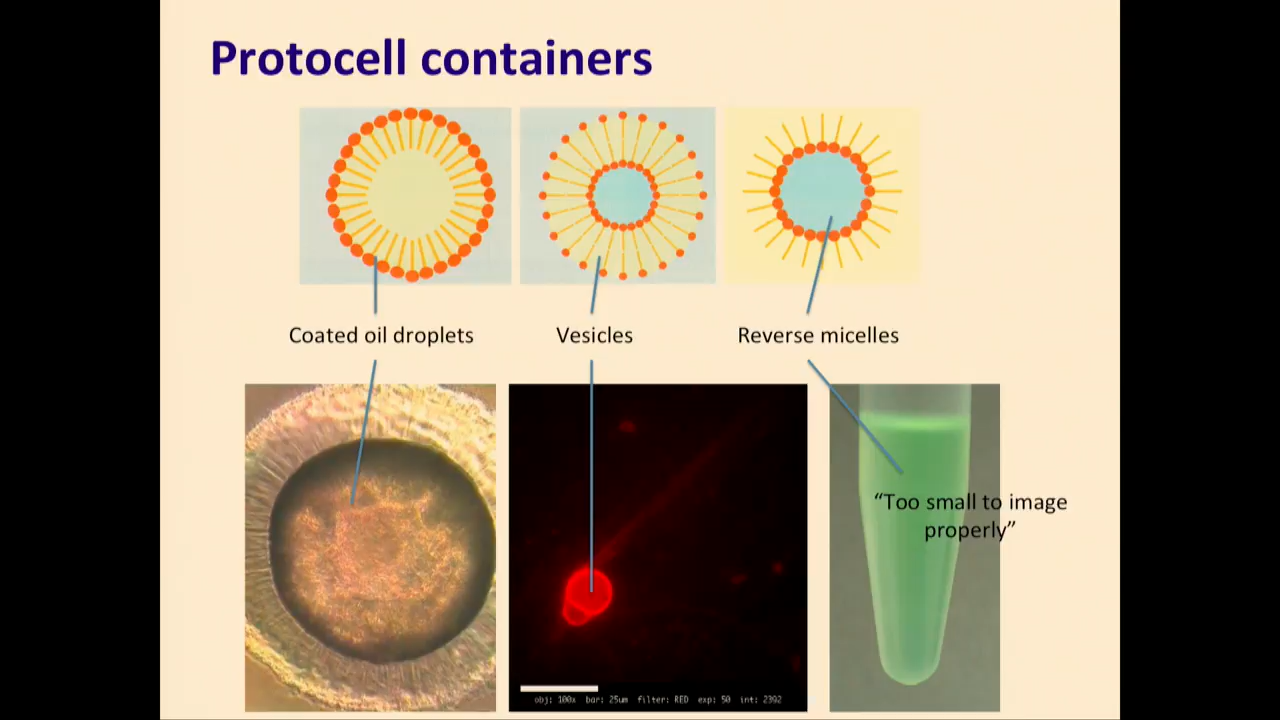 Protocell containers
Coated oil droplets
Vesicles
Reverse micelles
“Too small to image
properly”
obj: 100x bar: 25um filter: RED exp: 50 int: 2392